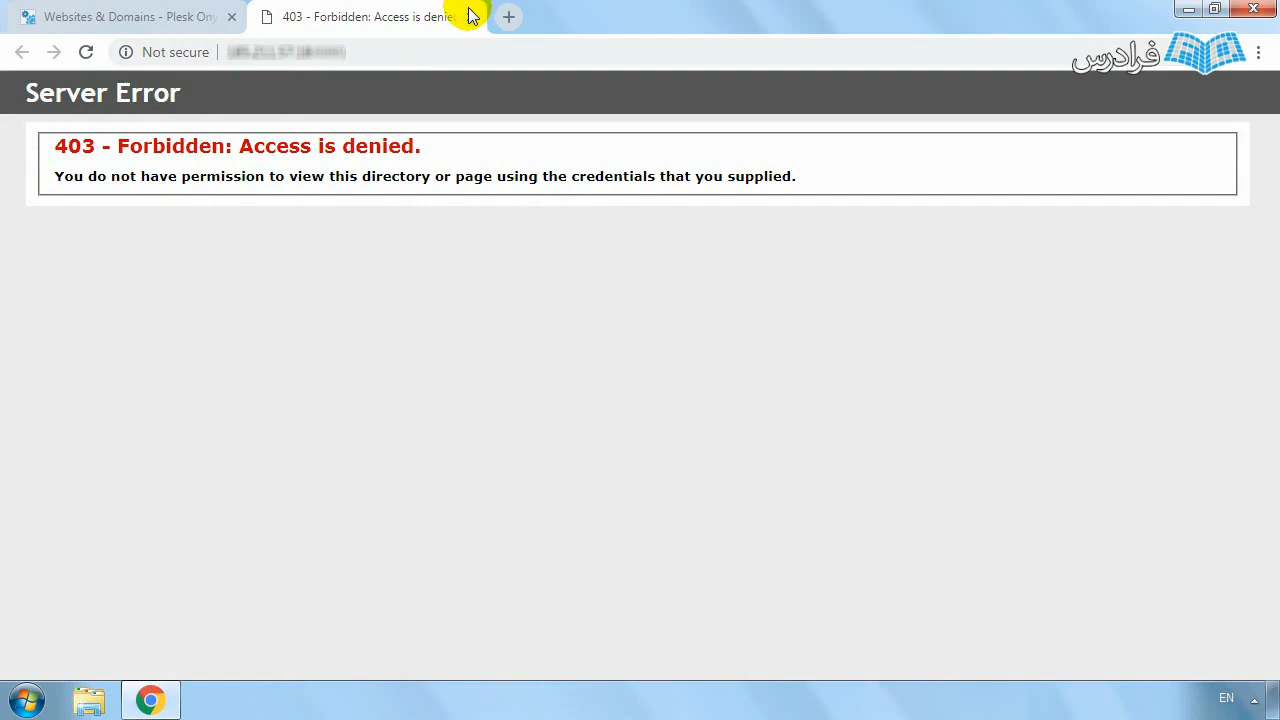 Websites & Domains - Plesk Ony
403 - Forbidden: Access is denie
Not secure
فرادرس
Server Error
403 - Forbidden: Access is denied.
You do not have permission to view this directory or page using the credentials that you supplied.
EN